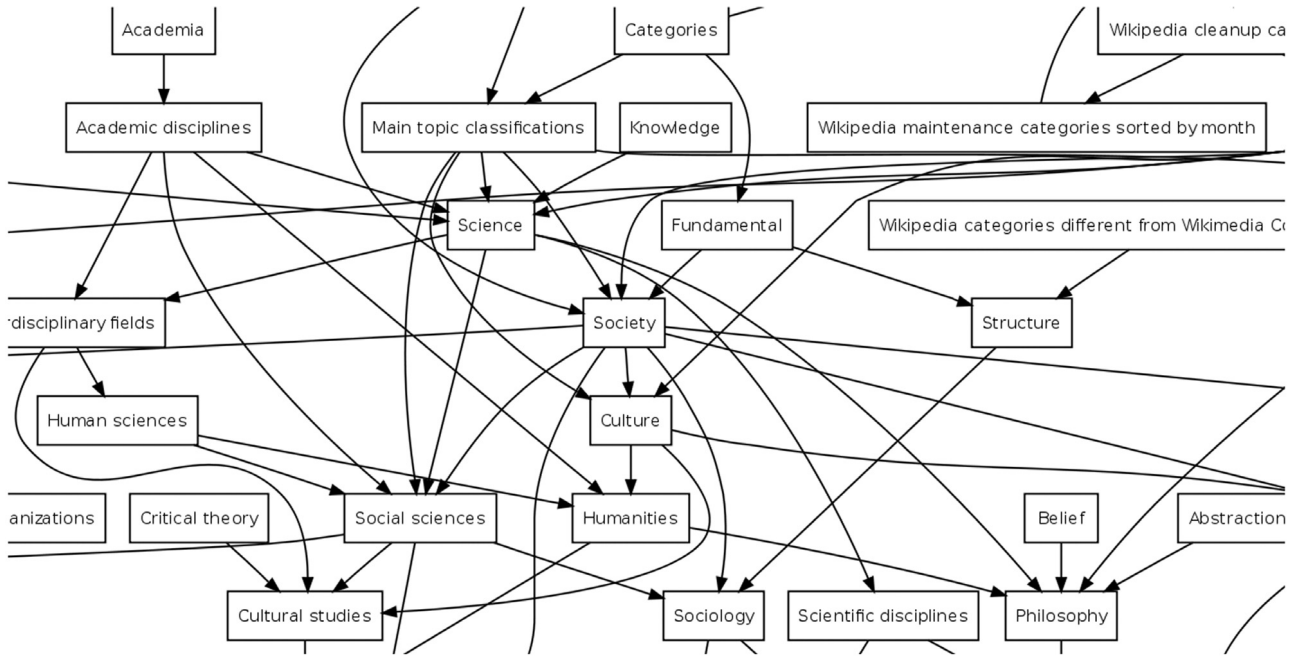 Academia
Categories
Wikipedia cleanup ca
Academic disciplines
Main topic classifications
Knowledge
Wikipedia maintenance categories sorted by month
Science
Fundamental
Wikipedia categories different from Wikimedia Co
rdisciplinary fields
Society
Structure
Human sciences
Culture
anizations
Critical theory
Social sciences
Humanities
Belief
Abstraction
Cultural studies
Sociology
Scientific disciplines
Philosophy